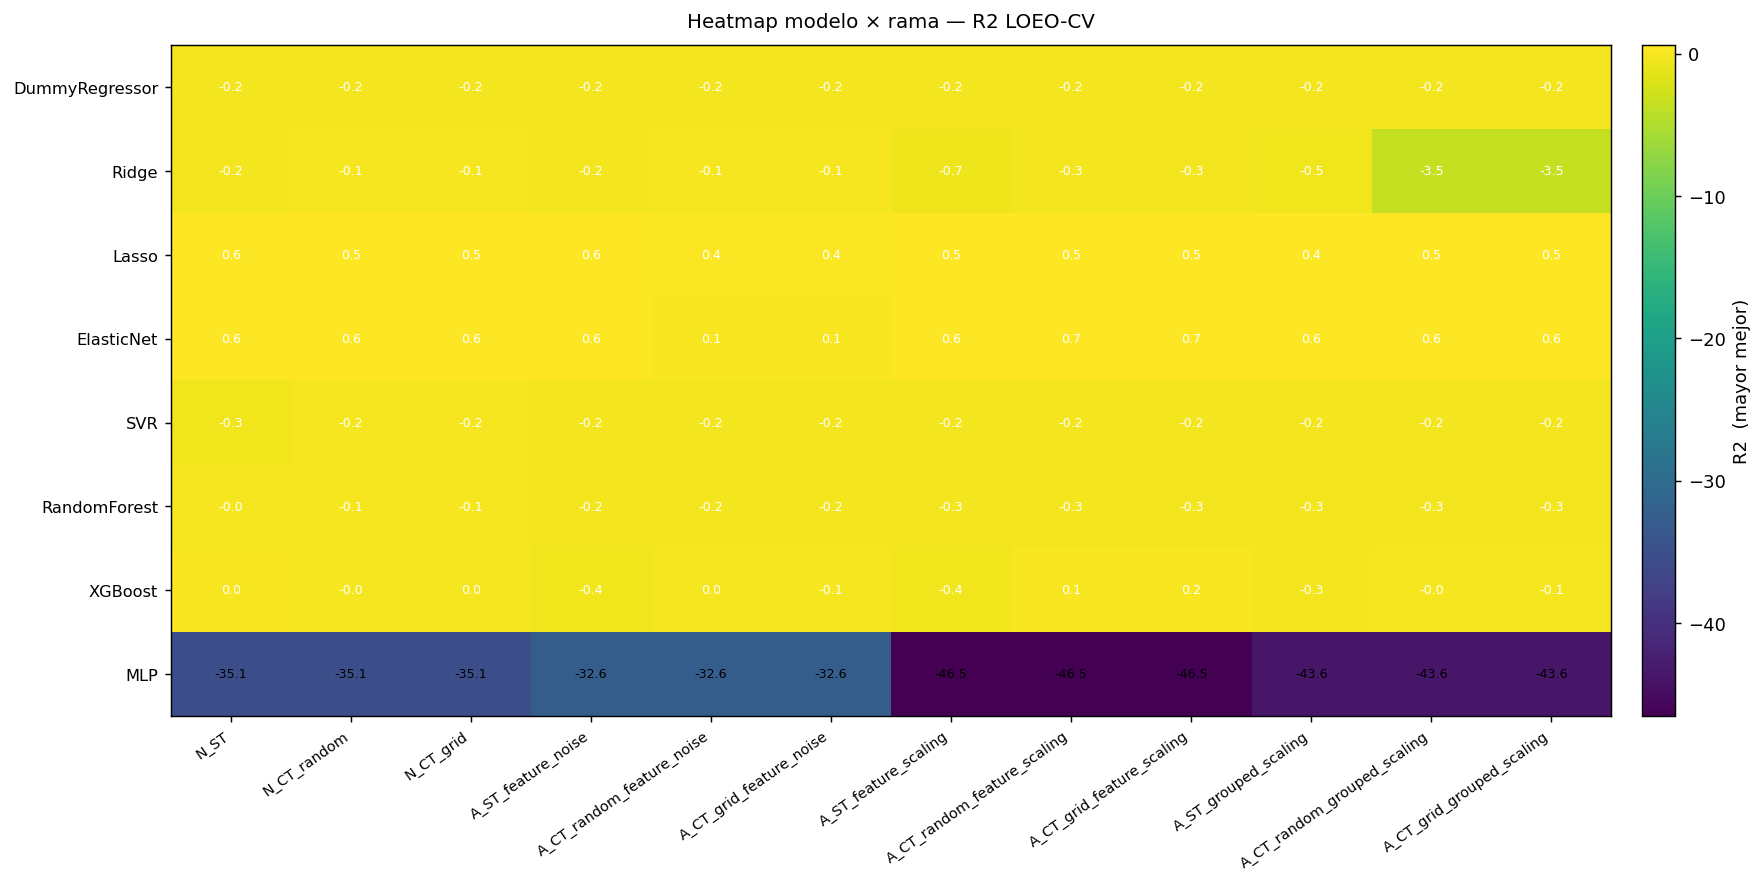 Heatmap modelo × rama — R2 LOEO-CV
DummyRegressor -0.2 -0.2 -0.2 -0.2 -0.2 -0.2 -0.2 -0.2 -0.2 -0.2 -0.2 -0.2
Ridge -0.2 -0.1 -0.1 -0.2 -0.1 -0.1 -0.7 -0.3 -0.3 -0.5 -3.5 -3.5
Lasso 0.6 0.5 0.5 0.6 0.4 0.4 0.5 0.5 0.5 0.4 0.5 0.5
ElasticNet 0.6 0.6 0.6 0.6 0.1 0.1 0.6 0.7 0.7 0.6 0.6 0.6
SVR -0.3 -0.2 -0.2 -0.2 -0.2 -0.2 -0.2 -0.2 -0.2 -0.2 -0.2 -0.2
RandomForest -0.0 -0.1 -0.1 -0.2 -0.2 -0.2 -0.3 -0.3 -0.3 -0.3 -0.3 -0.3
XGBoost 0.0 -0.0 0.0 -0.4 0.0 -0.1 -0.4 0.1 0.2 -0.3 -0.0 -0.1
MLP -35.1 -35.1 -35.1 -32.6 -32.6 -32.6 -46.5 -46.5 -46.5 -43.6 -43.6 -43.6
N_ST
N_CT_random
N_CT_grid
A_ST_feature_noise
A_CT_random_feature_noise
A_CT_grid_feature_noise
A_ST_feature_scaling
A_CT_random_feature_scaling
A_CT_grid_feature_scaling
A_ST_grouped_scaling
A_CT_random_grouped_scaling
A_CT_grid_grouped_scaling
0
−10
−20
−30
−40
R2 (mayor mejor)